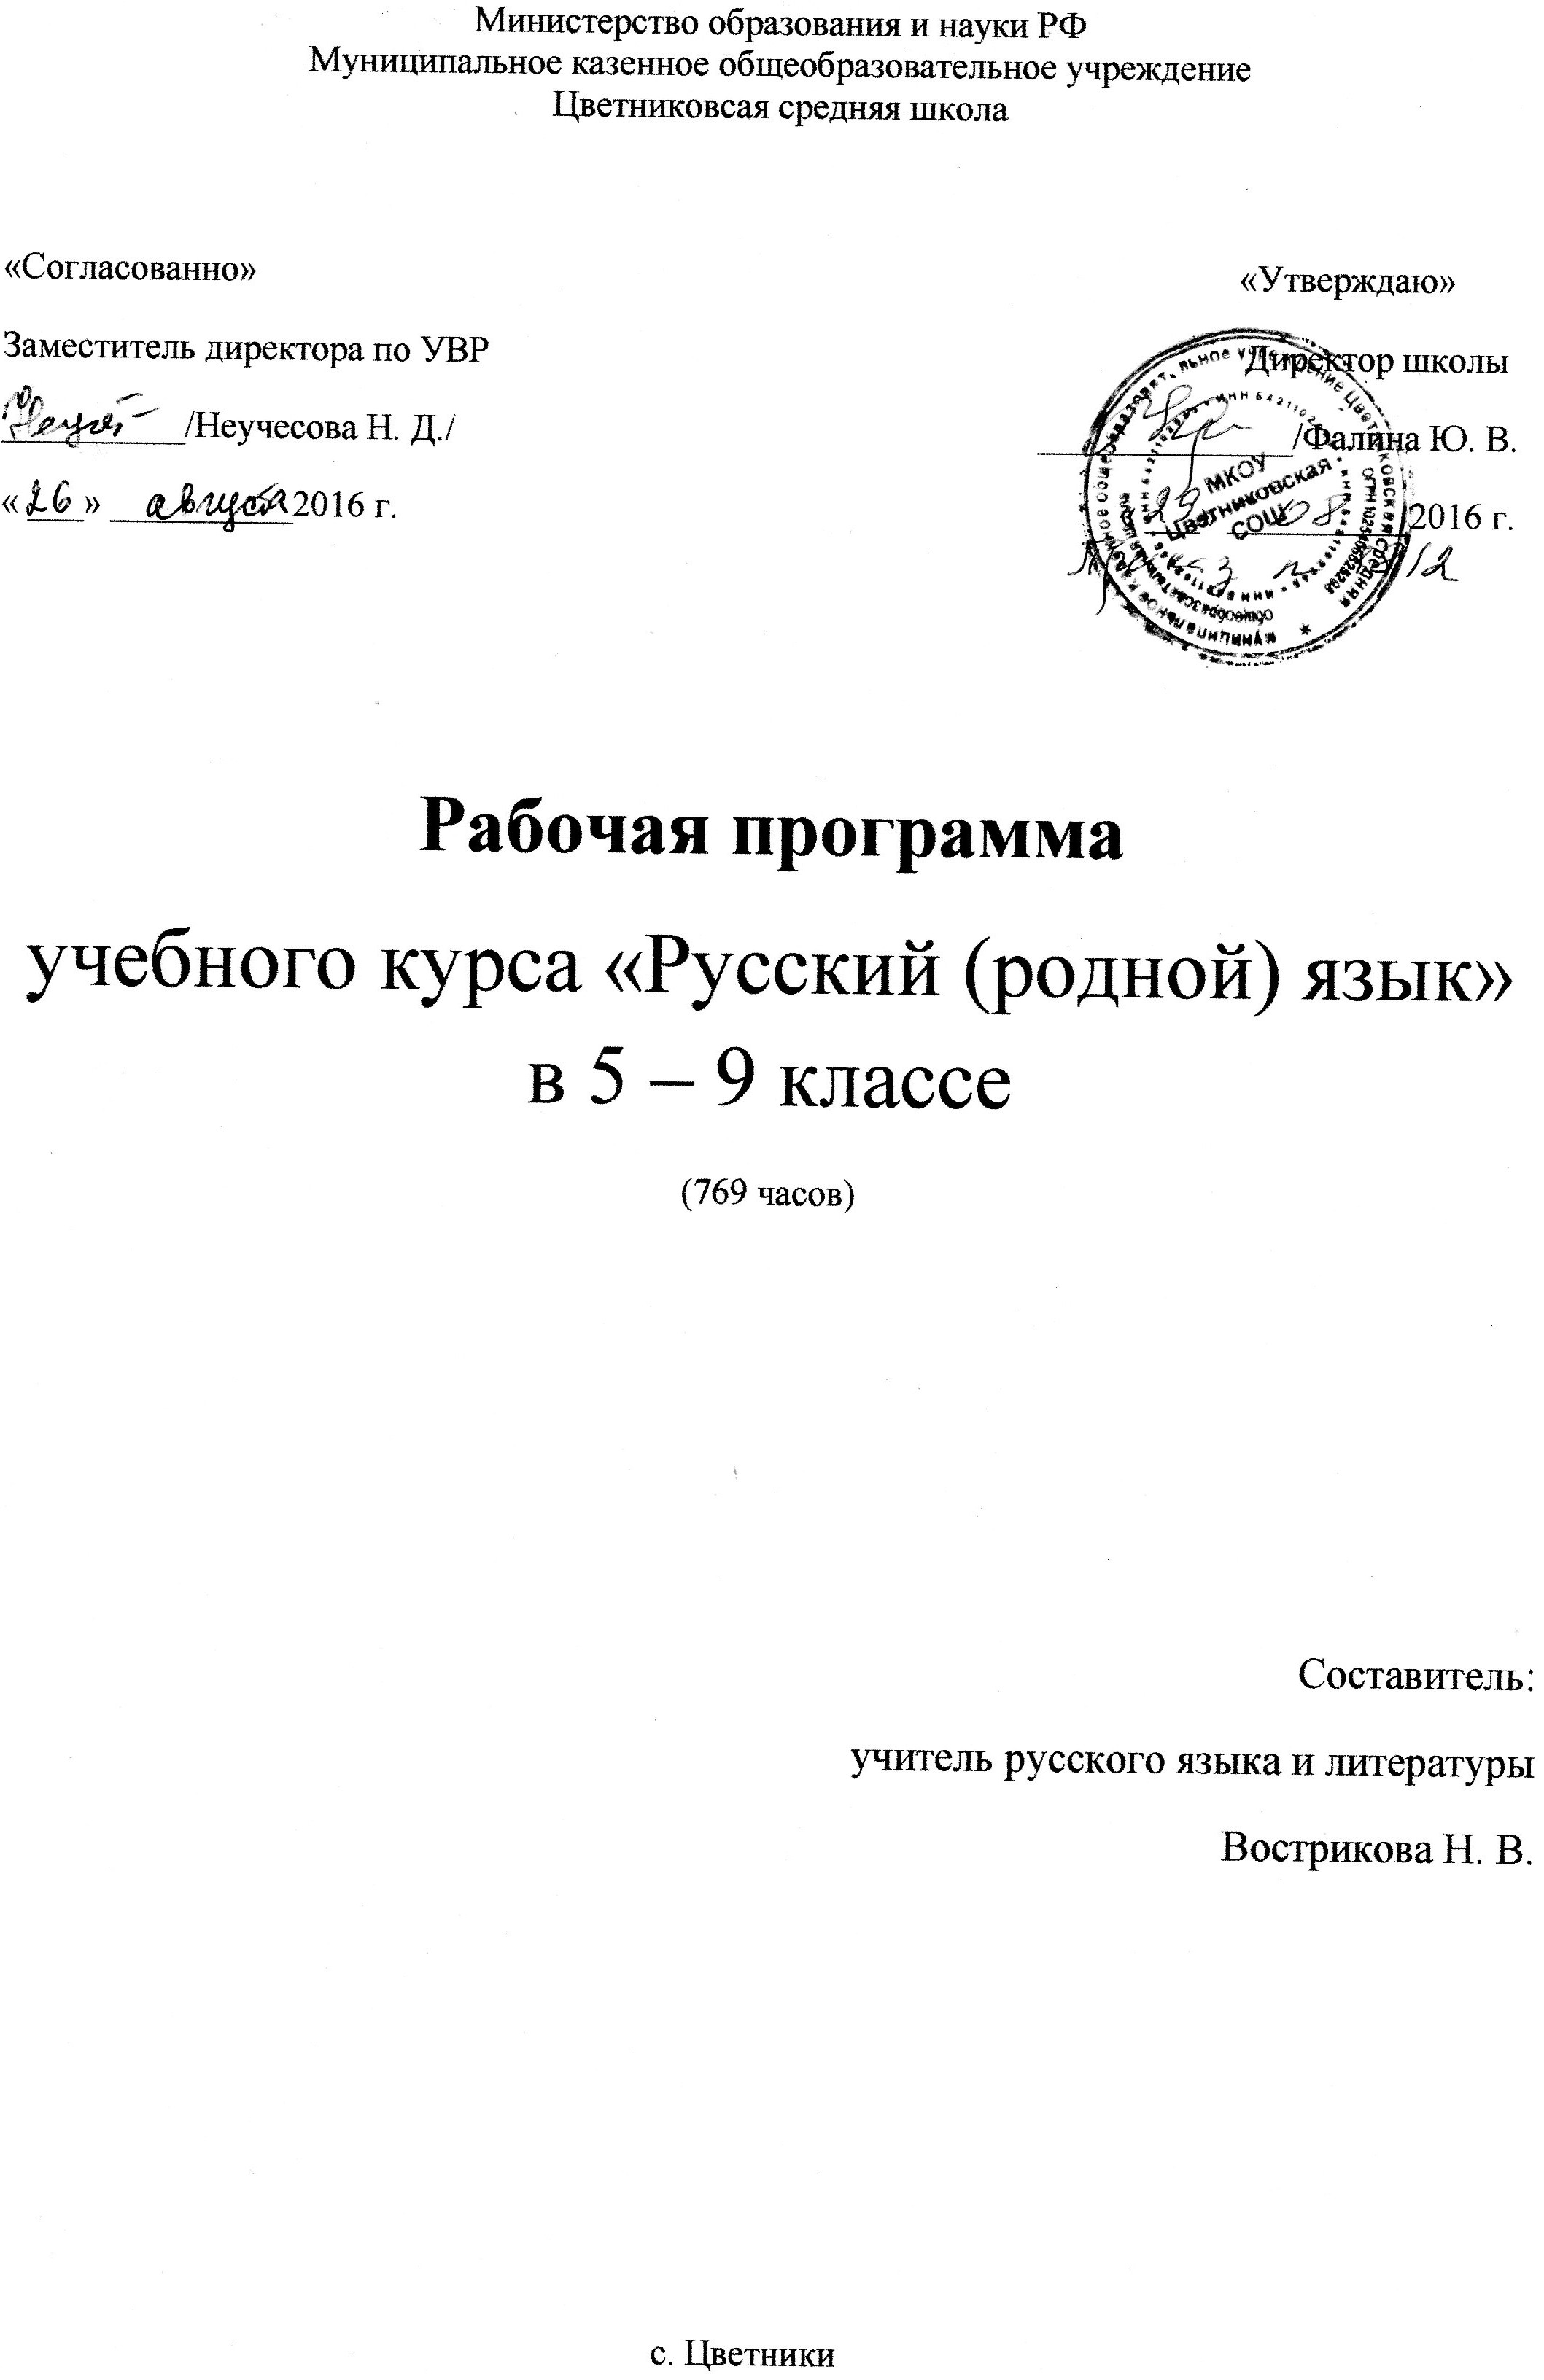 Министерство образования и науки РФ
Муниципальное казенное общеобразовательное учреждение
Цветниковсая средняя школа
«Согласованно»
Заместитель директора по УВР
/Неучесова Н. Д./
«26» августа 2016 г.
«Утверждаю»
Директор школы
/Фалина Ю. В.
29 08 2016 г.
МКОУ
Цветниковская
СОШ
Рабочая программа
учебного курса «Русский (родной) язык»
в 5 – 9 классе
(769 часов)
Составитель:
учитель русского языка и литературы
Вострикова Н. В.
с. Цветники